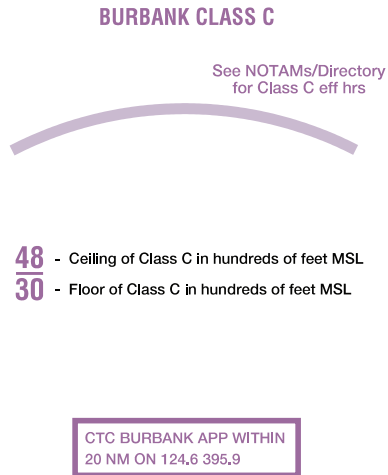 BURBANK CLASS C
See NOTAMs/Directory
for Class C eff hrs
48 - Ceiling of Class C in hundreds of feet MSL
30 - Floor of Class C in hundreds of feet MSL
CTC BURBANK APP WITHIN
20 NM ON 124.6 395.9